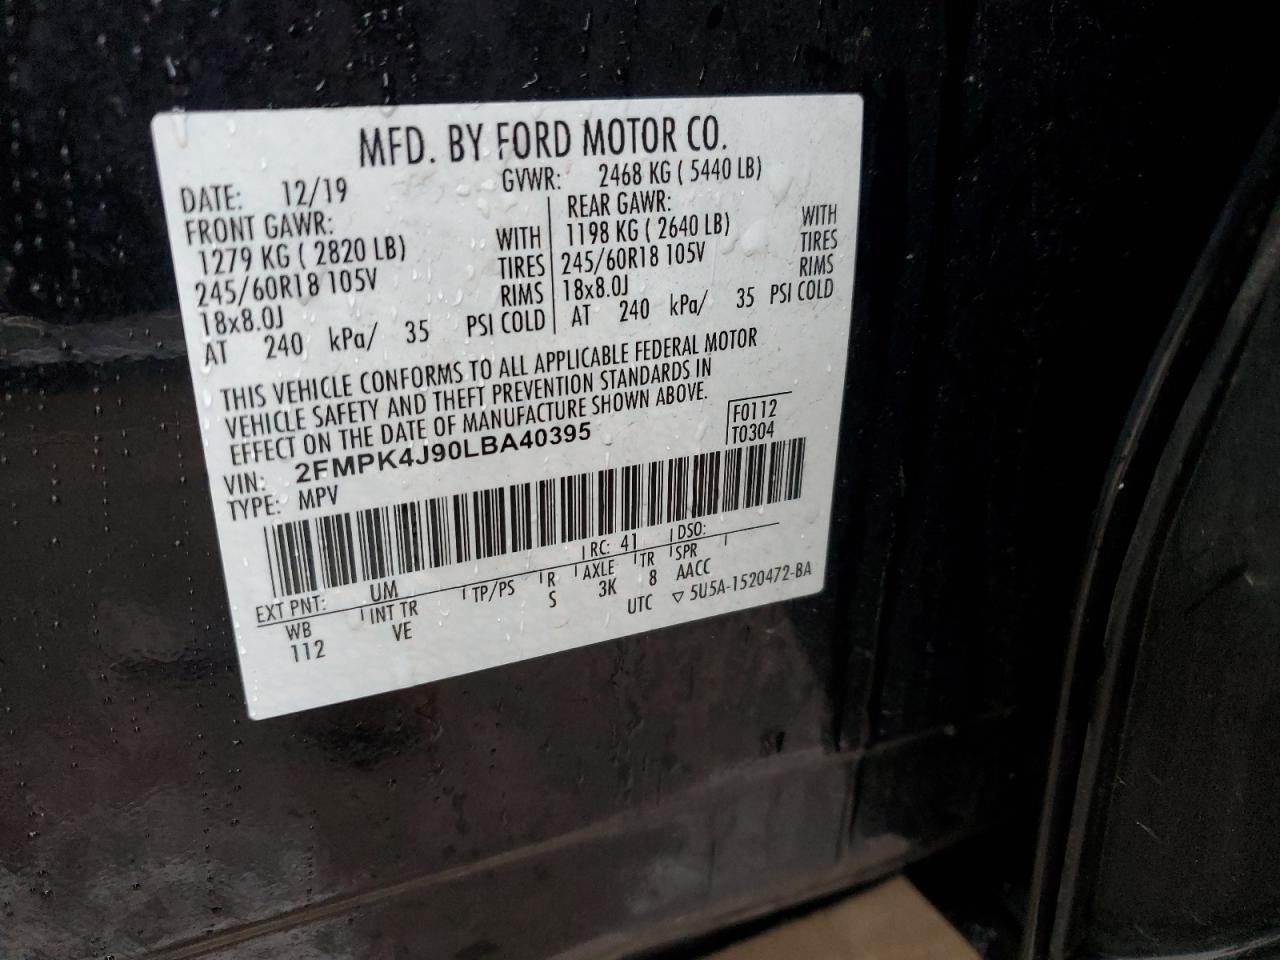 MFD. BY FORD MOTOR CO.
DATE: 12/19 GVWR: 2468 KG ( 5440 LB)
FRONT GAWR:
1279 KG ( 2820 LB) WITH
245/60R18 105V TIRES
18x8.0J RIMS
AT 240 kPa/ 35 PSI COLD
REAR GAWR:
1198 KG ( 2640 LB) WITH
245/60R18 105V TIRES
18x8.0J RIMS
AT 240 kPa/ 35 PSI COLD
THIS VEHICLE CONFORMS TO ALL APPLICABLE FEDERAL MOTOR
VEHICLE SAFETY AND THEFT PREVENTION STANDARDS IN
EFFECT ON THE DATE OF MANUFACTURE SHOWN ABOVE.
VIN: 2FMPK4J90LBA40395
TYPE: MPV
F0112
T0304
EXT PNT: UM RC: 41 DSO:
WB INT TR TP/PS R AXLE TR SPR
112 VE S 3K 8 AACC
UTC ▽ 5U5A-1520472-BA